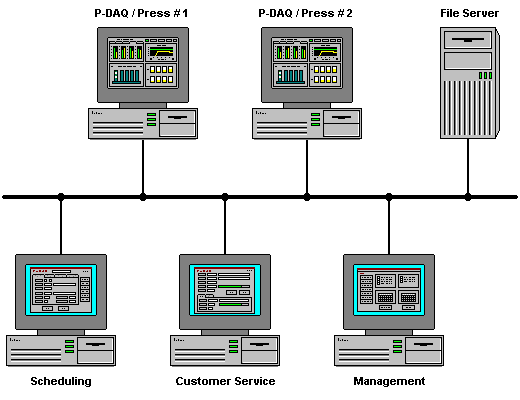 P-DAQ / Press #1
P-DAQ / Press #2
File Server
Scheduling
Customer Service
Management